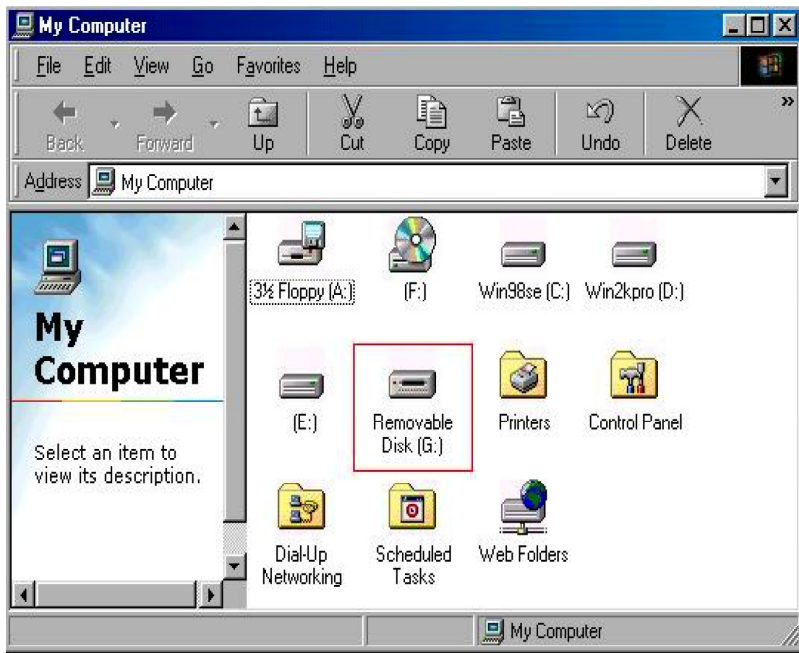 My Computer
File Edit View Go Favorites Help
Back Forward Up Cut Copy Paste Undo Delete »
Address My Computer
My
Computer
Select an item to
view its description.
3½ Floppy (A:) (F:) Win98se (C:) Win2kpro (D:)
(E:) Removable Disk (G:) Printers Control Panel
Dial-Up Networking Scheduled Tasks Web Folders
My Computer